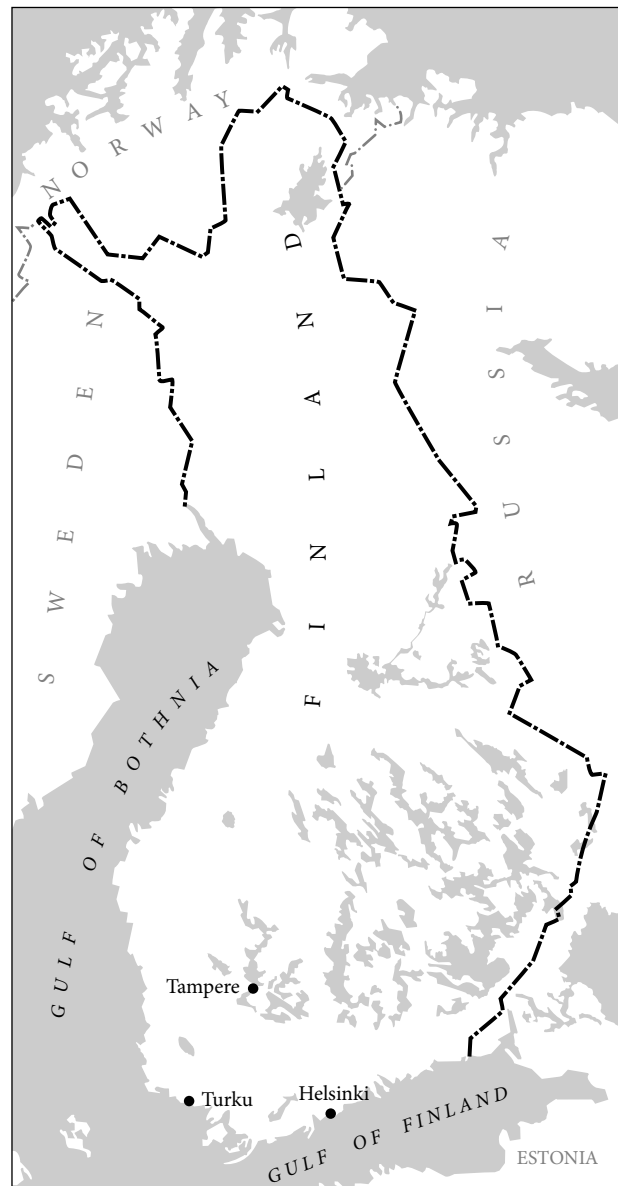 NORWAY
SWEDEN
FINLAND
RUSSIA
GULF OF BOTHNIA
Tampere
Turku
Helsinki
GULF OF FINLAND
ESTONIA